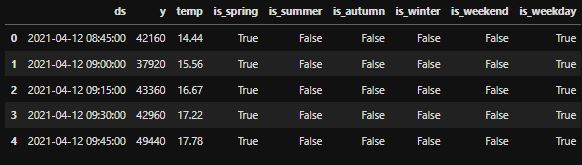 ds y temp is_spring is_summer is_autumn is_winter is_weekend is_weekday
0 2021-04-12 08:45:00 42160 14.44 True False False False False True
1 2021-04-12 09:00:00 37920 15.56 True False False False False True
2 2021-04-12 09:15:00 43360 16.67 True False False False False True
3 2021-04-12 09:30:00 42960 17.22 True False False False False True
4 2021-04-12 09:45:00 49440 17.78 True False False False False True